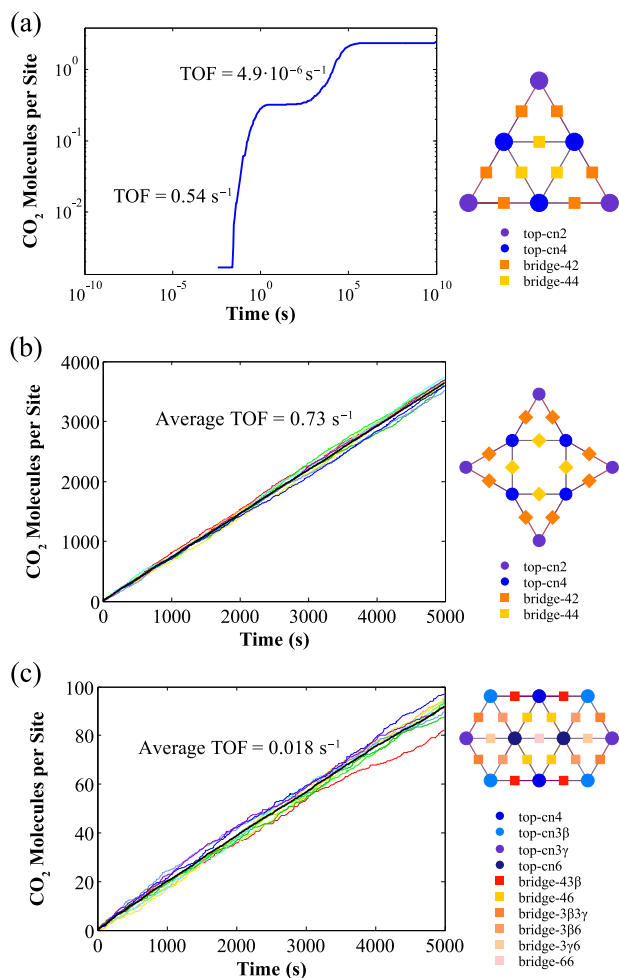 (a)
CO₂ Molecules per Site
10⁰
10⁻¹
10⁻²
TOF = 4.9·10⁻⁶ s⁻¹
TOF = 0.54 s⁻¹
10⁻¹⁰
10⁻⁵
10⁰
10⁵
10¹⁰
Time (s)
top-cn2
top-cn4
bridge-42
bridge-44
(b)
CO₂ Molecules per Site
4000
3000
2000
1000
0
Average TOF = 0.73 s⁻¹
0
1000
2000
3000
4000
5000
Time (s)
top-cn2
top-cn4
bridge-42
bridge-44
(c)
CO₂ Molecules per Site
100
80
60
40
20
0
Average TOF = 0.018 s⁻¹
0
1000
2000
3000
4000
5000
Time (s)
top-cn4
top-cn3β
top-cn3γ
top-cn6
bridge-43β
bridge-46
bridge-3β3γ
bridge-3β6
bridge-3γ6
bridge-66